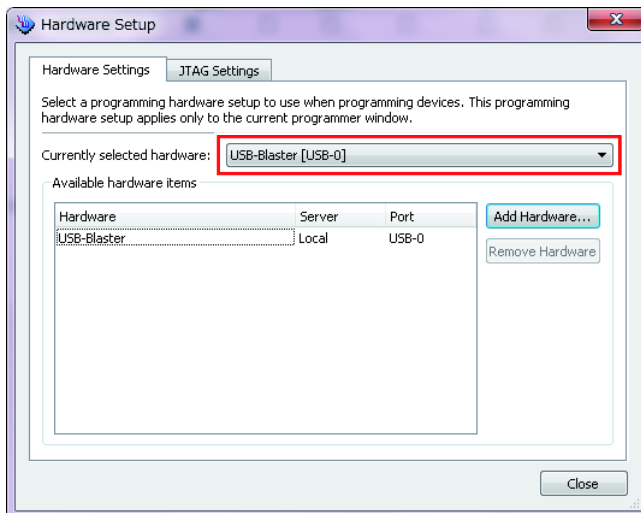 Hardware Setup
Hardware Settings
JTAG Settings
Select a programming hardware setup to use when programming devices. This programming
hardware setup applies only to the current programmer window.
Currently selected hardware:
USB-Blaster [USB-0]
Available hardware items
Hardware Server Port
USB-Blaster Local USB-0
Add Hardware...
Remove Hardware
Close